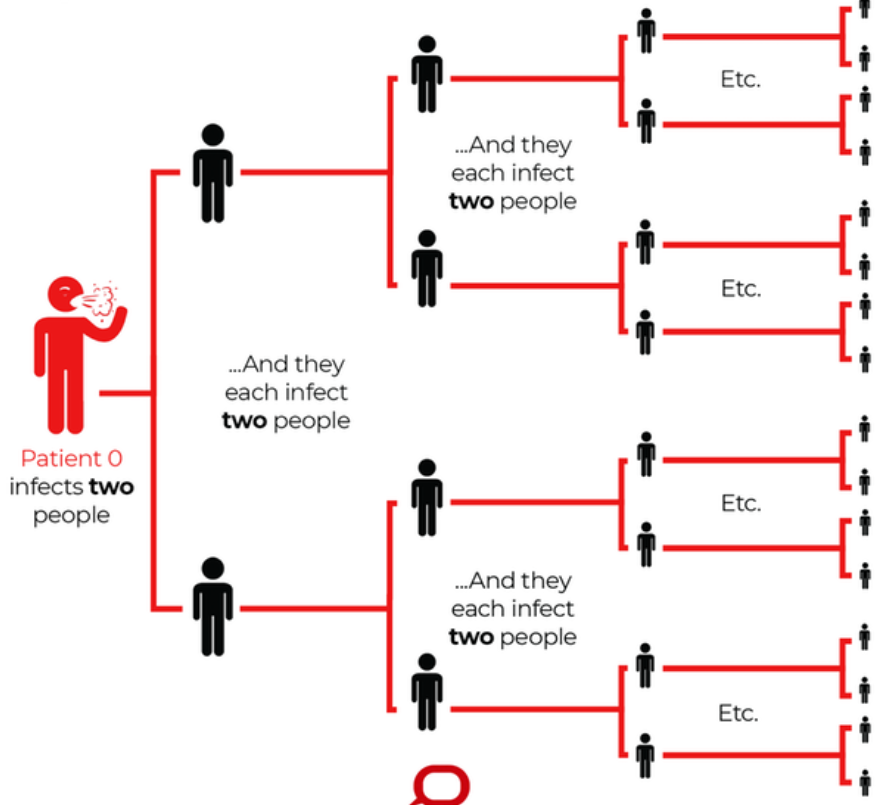 Patient 0
infects two
people
...And they
each infect
two people
...And they
each infect
two people
...And they
each infect
two people
Etc.
Etc.
Etc.
Etc.